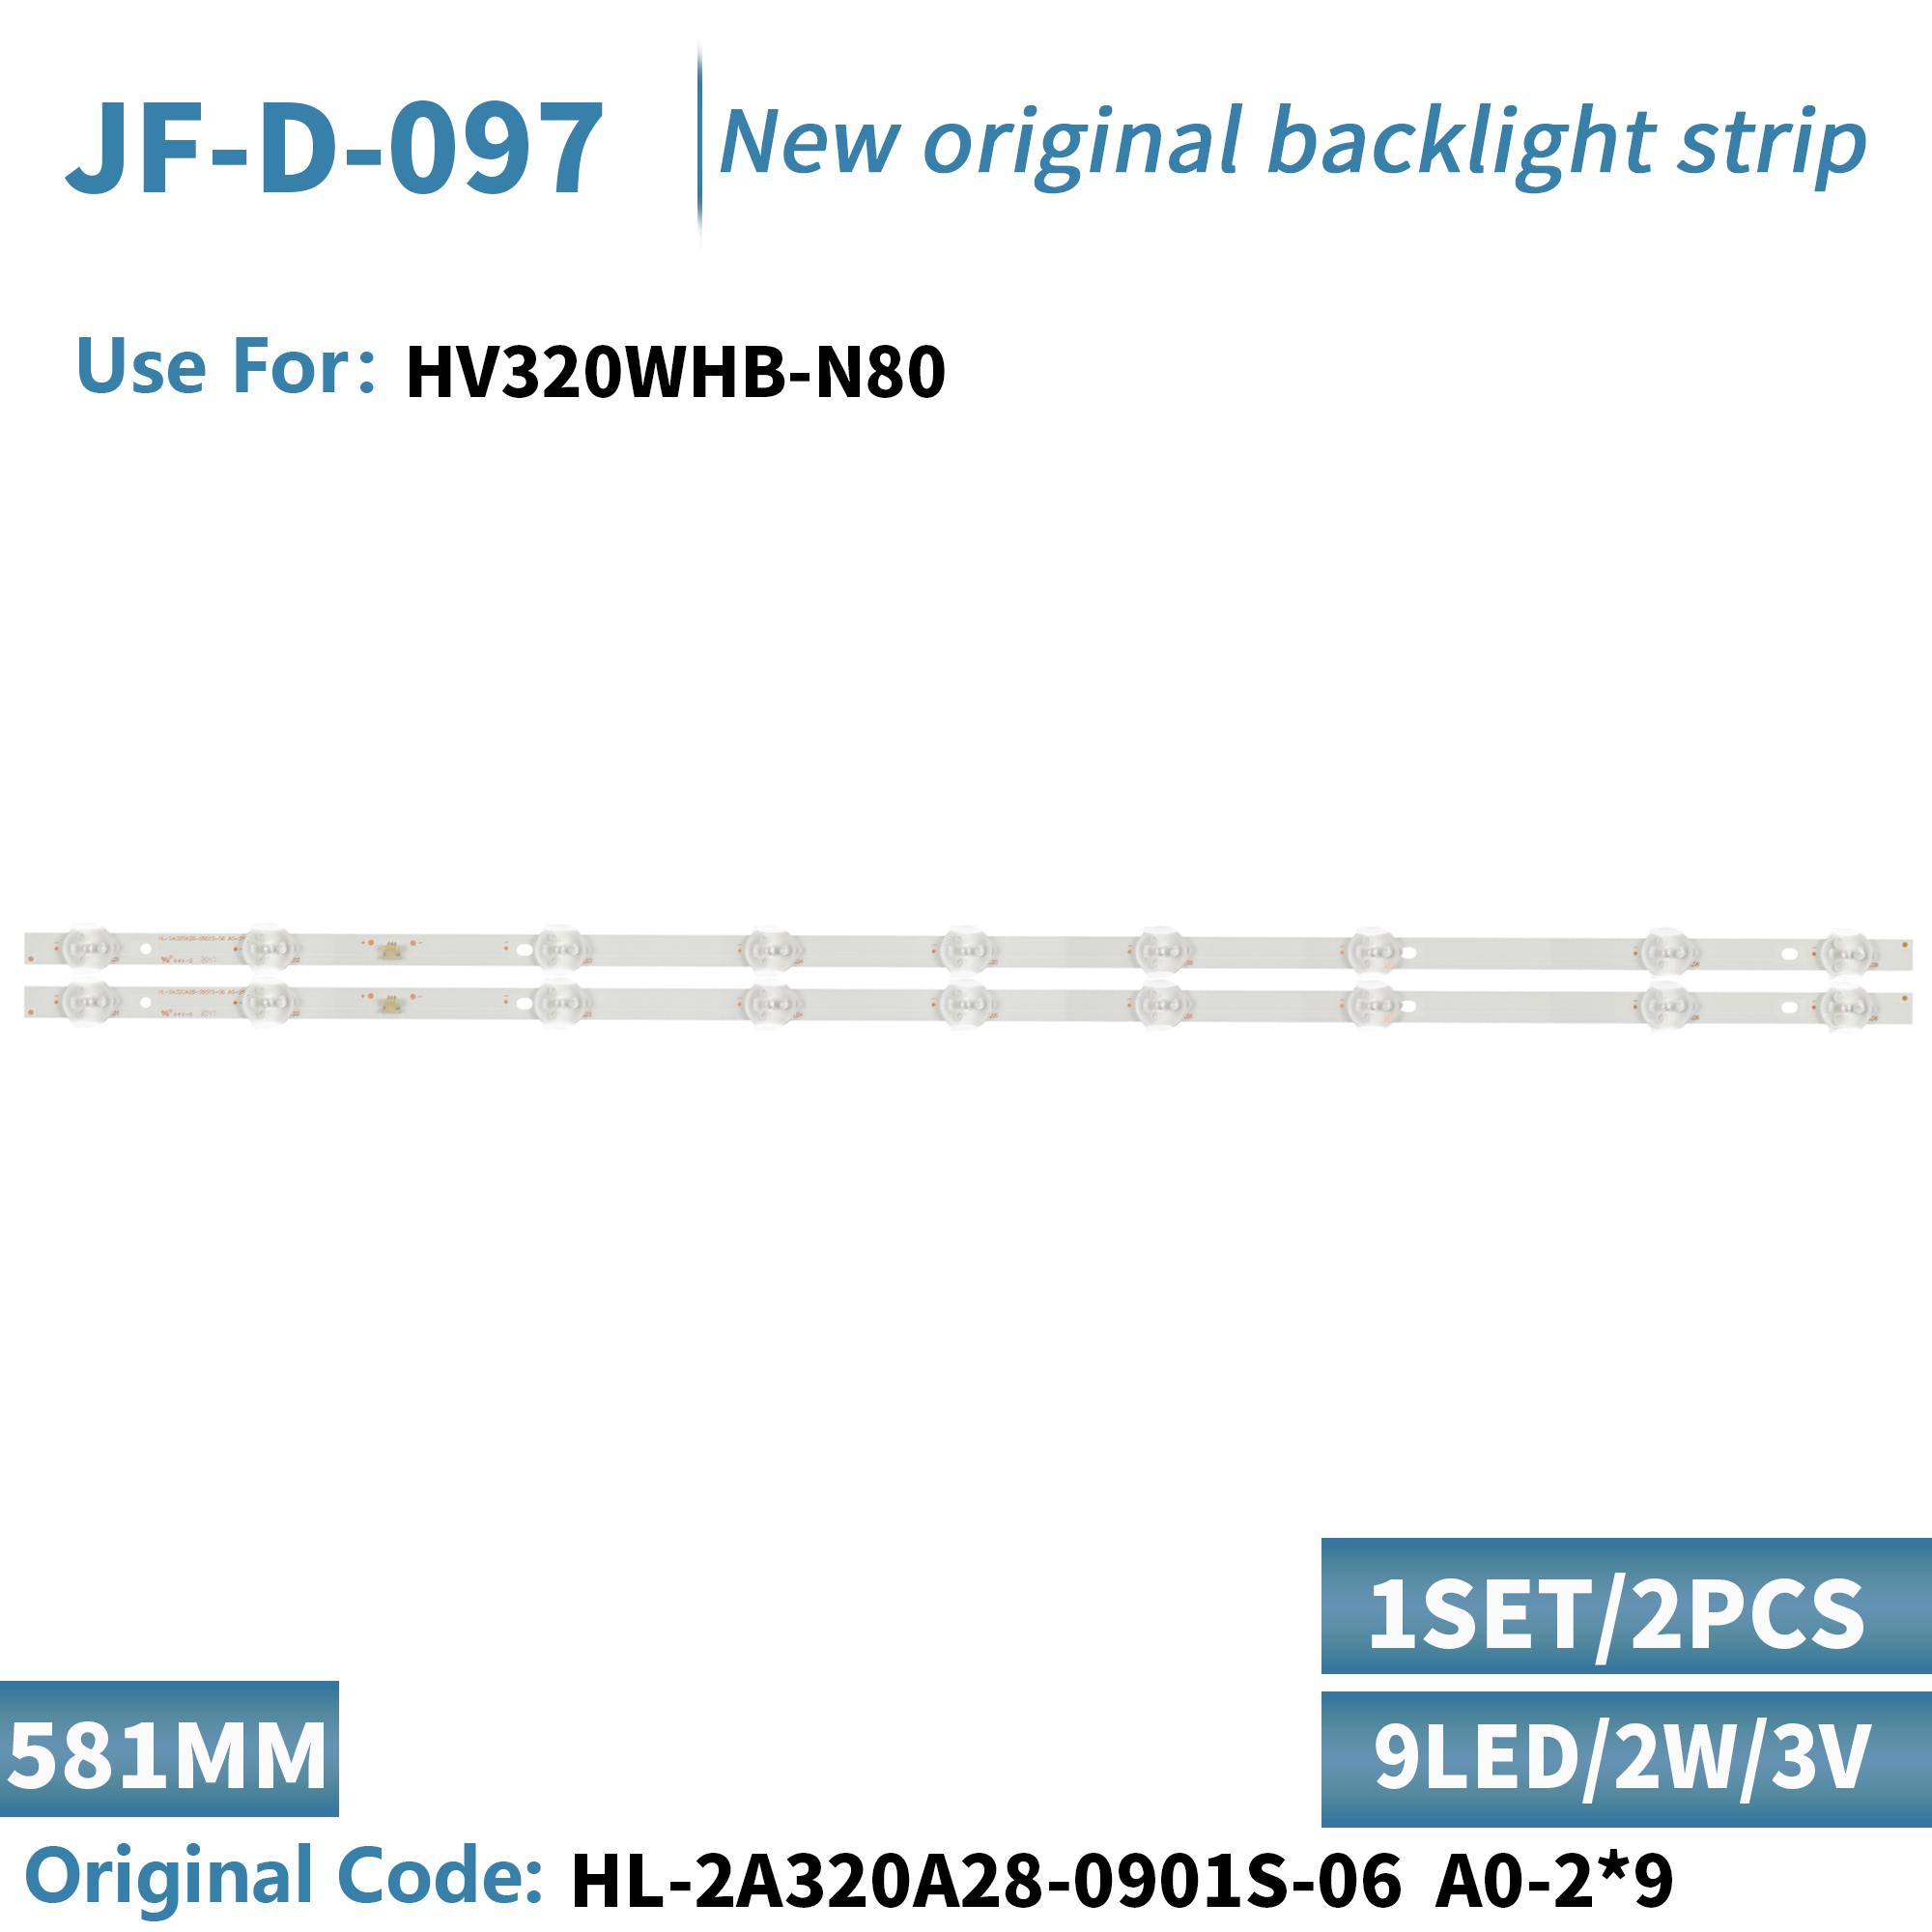 JF-D-097
New original backlight strip
Use For: HV320WHB-N80
1SET/2PCS
581MM
9LED/2W/3V
Original Code: HL-2A320A28-0901S-06 A0-2*9